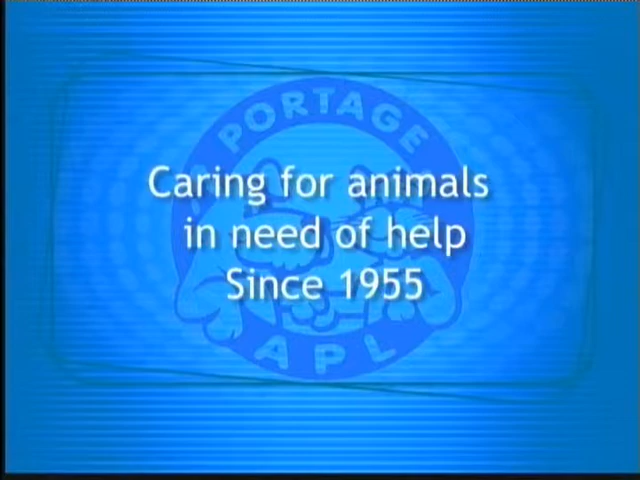 PORTAGE
Caring for animals
in need of help
Since 1955
APL